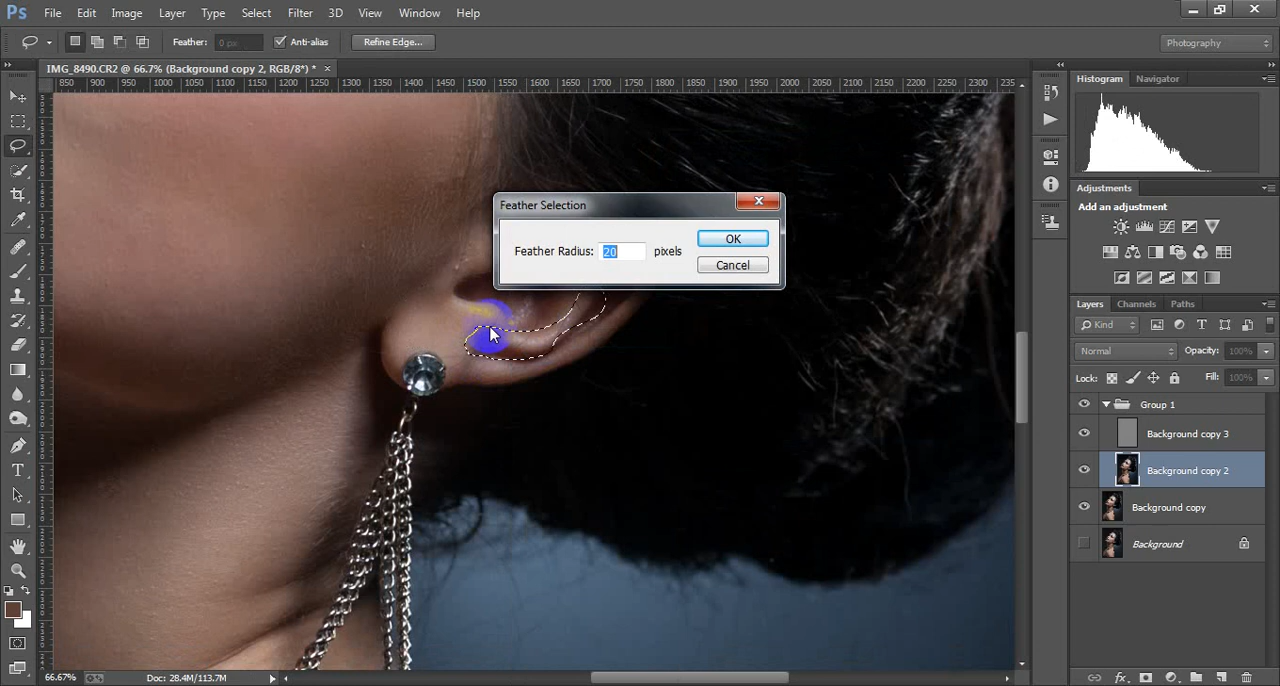 Ps File Edit Image Layer Type Select Filter 3D View Window Help
Feather: 0 px Anti-alias Refine Edge... Photography
IMG_8490.CR2 @ 66.7% (Background copy 2, RGB/8*) * ×
850 900 950 1000 1050 1100 1150 1200 1250 1300 1350 1400 1450 1500 1550 1600 1650 1700 1750 1800 1850 1900 1950 2000 2050 2100 2150 2200 2250 2300 235
Histogram Navigator
Adjustments
Add an adjustment
Feather Selection
Feather Radius: 20 pixels
OK
Cancel
Layers Channels Paths
Kind
Normal Opacity: 100%
Lock: Fill: 100%
Group 1
Background copy 3
Background copy 2
Background copy
Background
66.67% Doc: 28.4M/113.7M